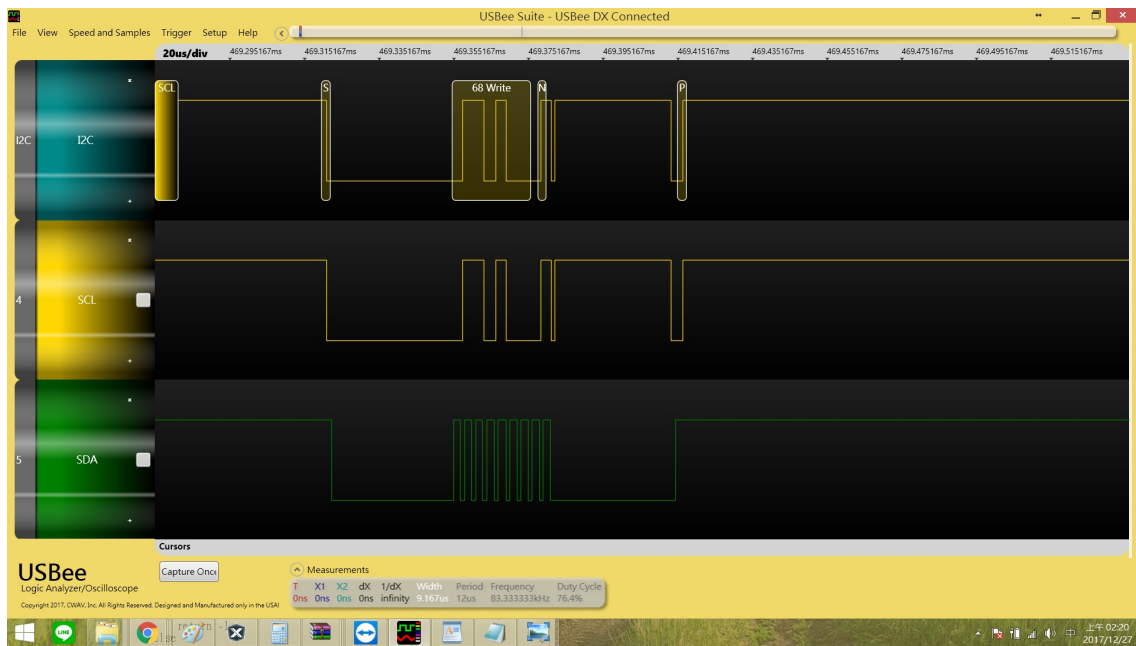 USBee Suite - USBee DX Connected
File View Speed and Samples Trigger Setup Help
20us/div 469.295167ms 469.315167ms 469.335167ms 469.355167ms 469.375167ms 469.395167ms 469.415167ms 469.435167ms 469.455167ms 469.475167ms 469.495167ms 469.515167ms
SCL S 68 Write N P
I2C I2C
4 SCL
5 SDA
Cursors
USBee
Logic Analyzer/Oscilloscope
Copyright 2017. CWAV. Inc. All Rights Reserved. Designed and Manufactured only in the USA!
Capture Once
Measurements
T X1 X2 dX 1/dX Width Period Frequency Duty Cycle
0ns 0ns 0ns 0ns infinity 9.167us 12us 83.333333kHz 76.4%
LINE
中
上午 02:20
2017/12/27